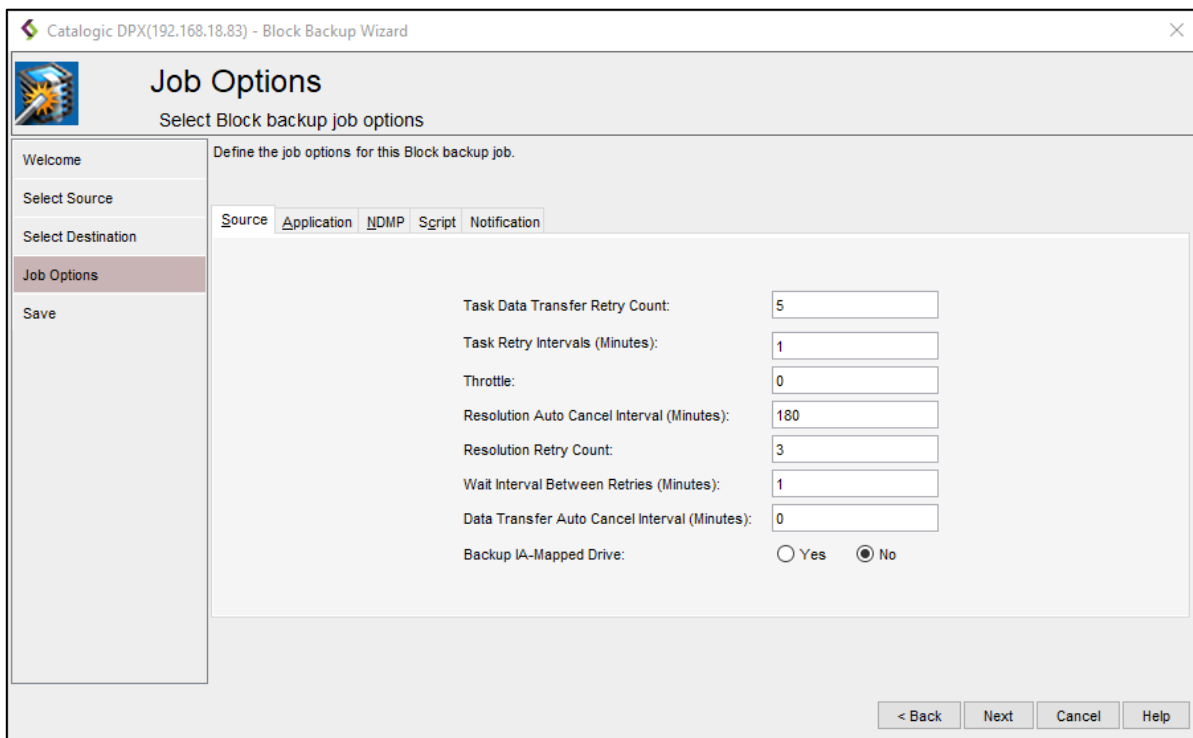 Catalogic DPX(192.168.18.83) - Block Backup Wizard
Job Options
Select Block backup job options
Welcome
Select Source
Select Destination
Job Options
Save
Define the job options for this Block backup job.
Source Application NDMP Script Notification
Task Data Transfer Retry Count: 5
Task Retry Intervals (Minutes): 1
Throttle: 0
Resolution Auto Cancel Interval (Minutes): 180
Resolution Retry Count: 3
Wait Interval Between Retries (Minutes): 1
Data Transfer Auto Cancel Interval (Minutes): 0
Backup IA-Mapped Drive: Yes No
< Back Next Cancel Help